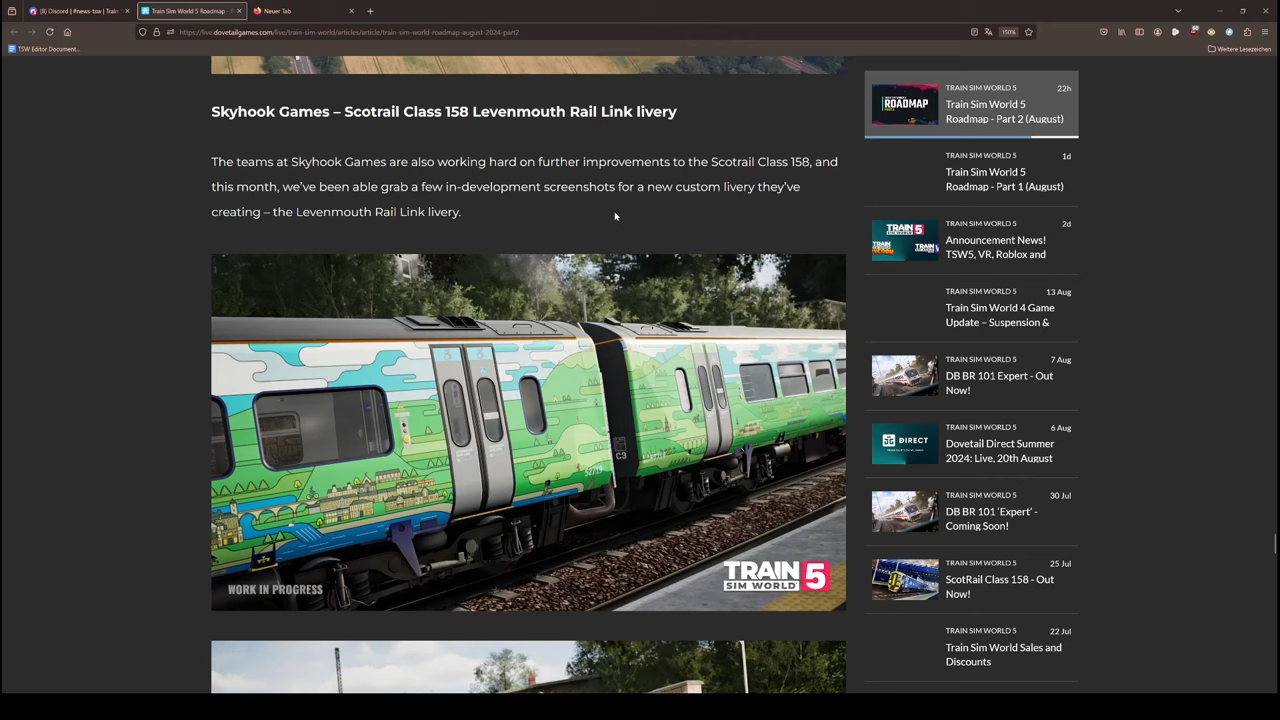 (8) Discord | #news-tsw | Train
Train Sim World 5 Roadmap - P
Neuer Tab
https://live.dovetailgames.com/live/train-sim-world/articles/article/train-sim-world-roadmap-august-2024-part2
150%
TSW Editor Document...
Weitere Lesezeichen
Skyhook Games – Scotrail Class 158 Levenmouth Rail Link livery
The teams at Skyhook Games are also working hard on further improvements to the Scotrail Class 158, and
this month, we've been able grab a few in-development screenshots for a new custom livery they've
creating – the Levenmouth Rail Link livery.
C3
52719
WORK IN PROGRESS
TRAIN
SIM WORLD
5
TRAIN SIM WORLD 5
22h
ROADMAP
Train Sim World 5
Roadmap - Part 2 (August)
TRAIN SIM WORLD 5
1d
Train Sim World 5
Roadmap - Part 1 (August)
TRAIN SIM WORLD 5
2d
TRAIN 5
Announcement News!
TSW5, VR, Roblox and
TRAIN SIM WORLD 5
13 Aug
Train Sim World 4 Game
Update – Suspension &
TRAIN SIM WORLD 5
7 Aug
DB BR 101 Expert - Out
Now!
TRAIN SIM WORLD 5
6 Aug
DIRECT
Dovetail Direct Summer
2024: Live, 20th August
TRAIN SIM WORLD 5
30 Jul
DB BR 101 'Expert' -
Coming Soon!
TRAIN SIM WORLD 5
25 Jul
ScotRail Class 158 - Out
Now!
TRAIN SIM WORLD 5
22 Jul
Train Sim World Sales and
Discounts